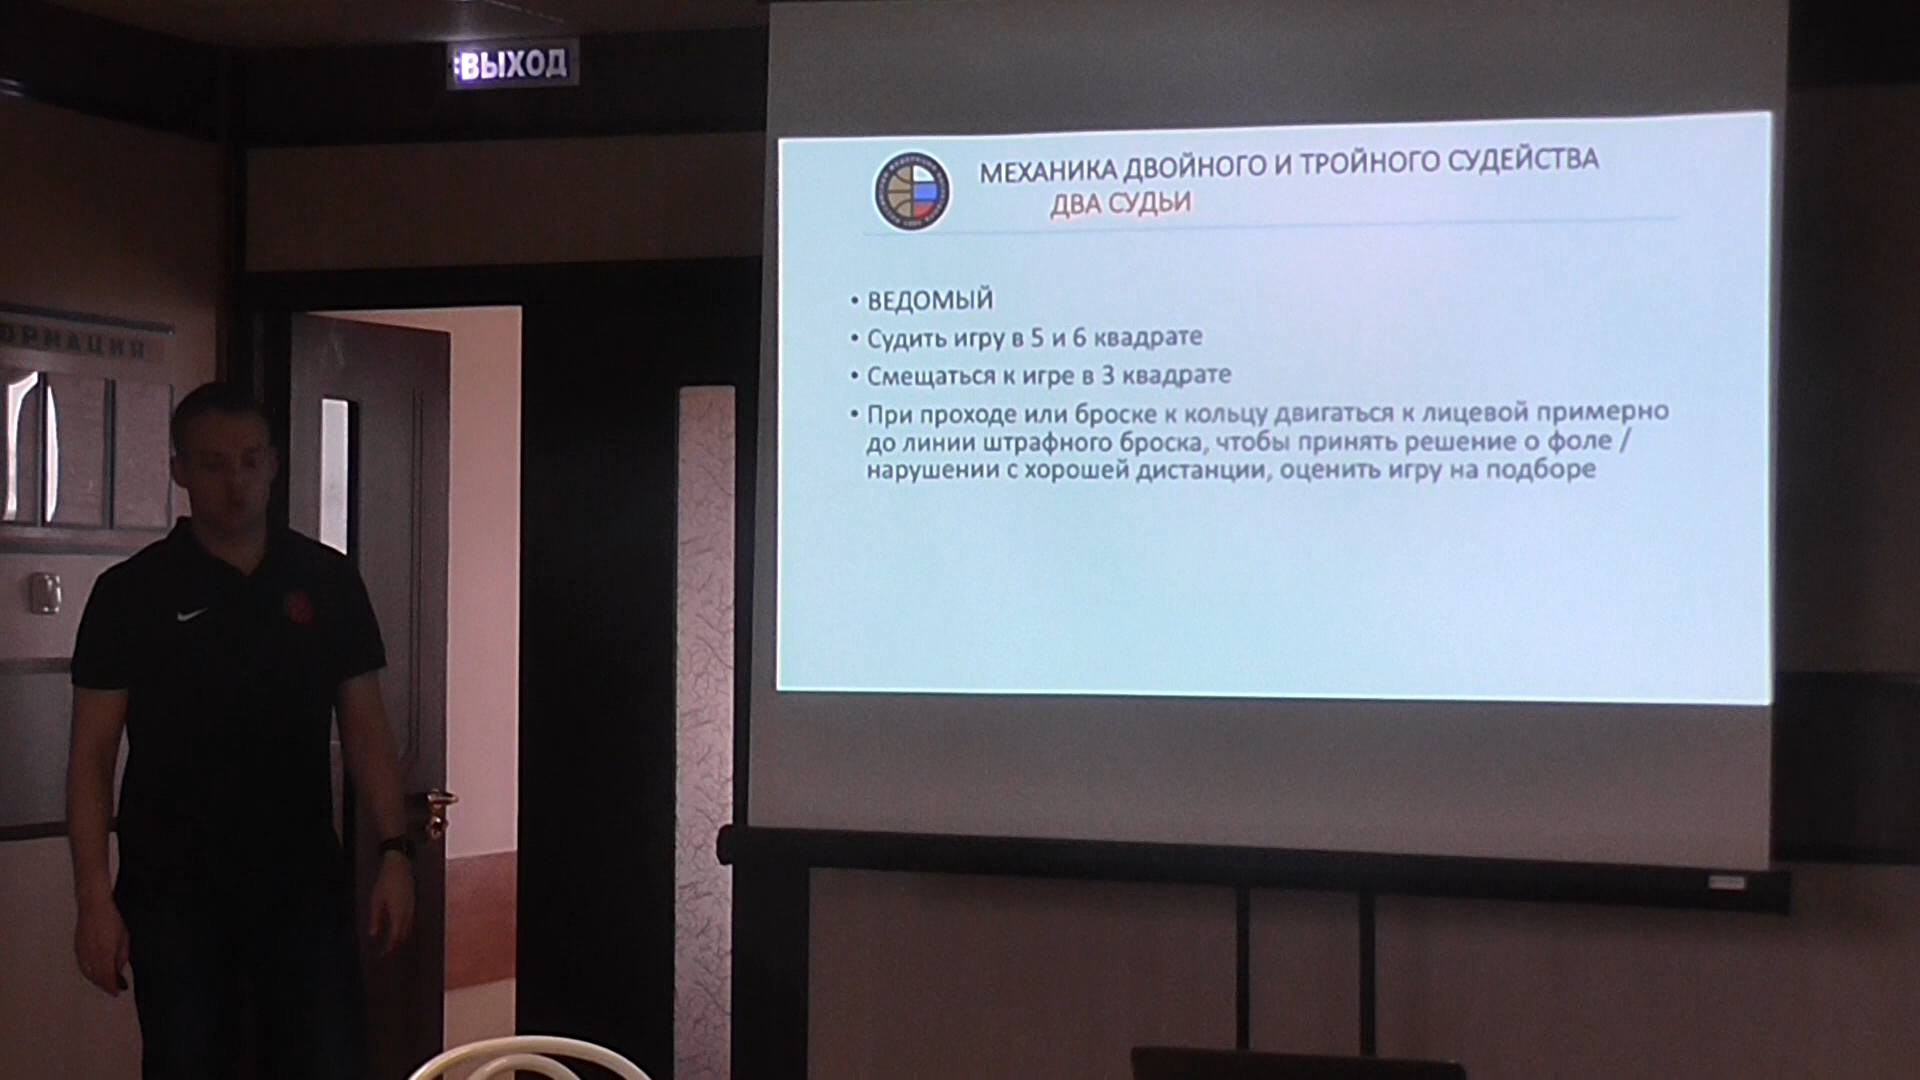 ВЫХОД
МЕХАНИКА ДВОЙНОГО И ТРОЙНОГО СУДЕЙСТВА
ДВА СУДЬИ
• ВЕДОМЫЙ
• Судить игру в 5 и 6 квадрате
• Смещаться к игре в 3 квадрате
• При проходе или броске к кольцу двигаться к лицевой примерно
до линии штрафного броска, чтобы принять решение о фоле /
нарушении с хорошей дистанции, оценить игру на подборе
ОРМАЦИЯ